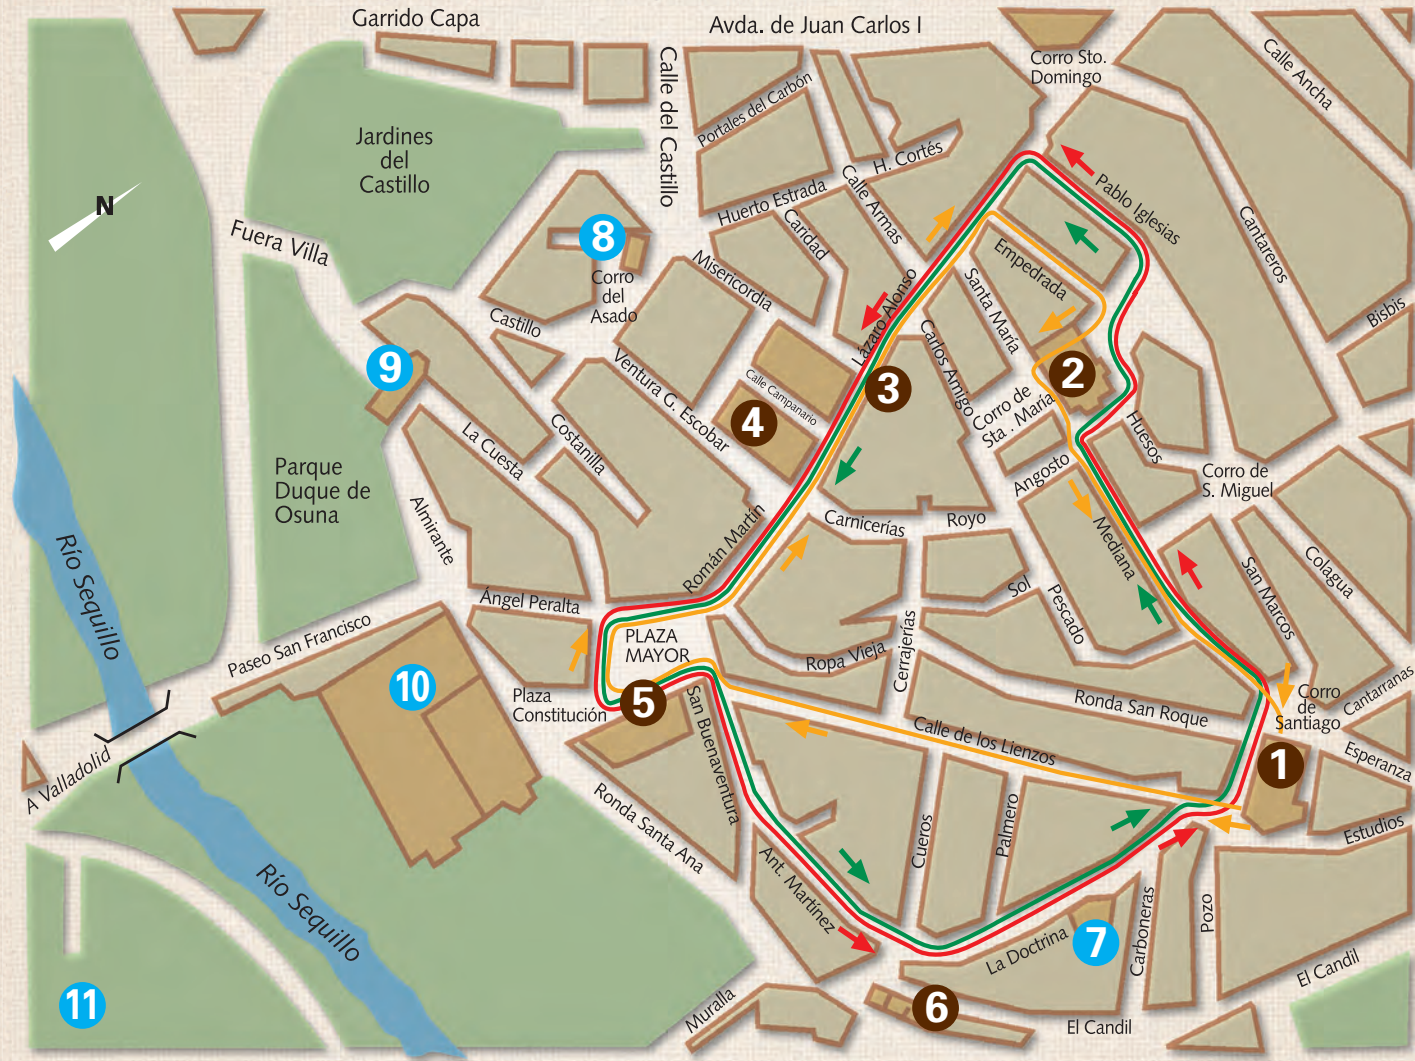 Garrido Capa
Avda. de Juan Carlos I
Corro Sto.
Domingo
Calle Ancha
Calle del Castillo
Portales del Carbón
Jardines
del
Castillo
H. Cortés
Huerto Estrada
Calle Armas
Caridad
Pablo Iglesias
Cantareros
N
Fuera Villa
8
Corro
del
Asado
Misericordia
Empedrada
Santa María
Lázaro Alonso
Bisbis
Castillo
Carlos Amigo
9
Ventura G. Escobar
Calle Campanario
3
2
Corro de
Sta . María
4
La Cuesta
Costanilla
Huesos
Angosto
Corro de
S. Miguel
Parque
Duque de
Osuna
Almirante
Carnicerías
Royo
Mediana
Román Martín
Río Sequillo
San Marcos
Colagua
Sol
Pescado
Ángel Peralta
Paseo San Francisco
PLAZA
MAYOR
Ropa Vieja
Cerrajerías
10
Plaza
Constitución
5
San Buenaventura
Ronda San Roque
Corro
de
Santiago
Cantarranas
Calle de los Lienzos
1
Esperanza
A Valladolid
Ronda Santa Ana
Cueros
Palmero
Estudios
Río Sequillo
Ant. Martínez
La Doctrina
7
Carboneras
Pozo
El Candil
11
Muralla
6
El Candil